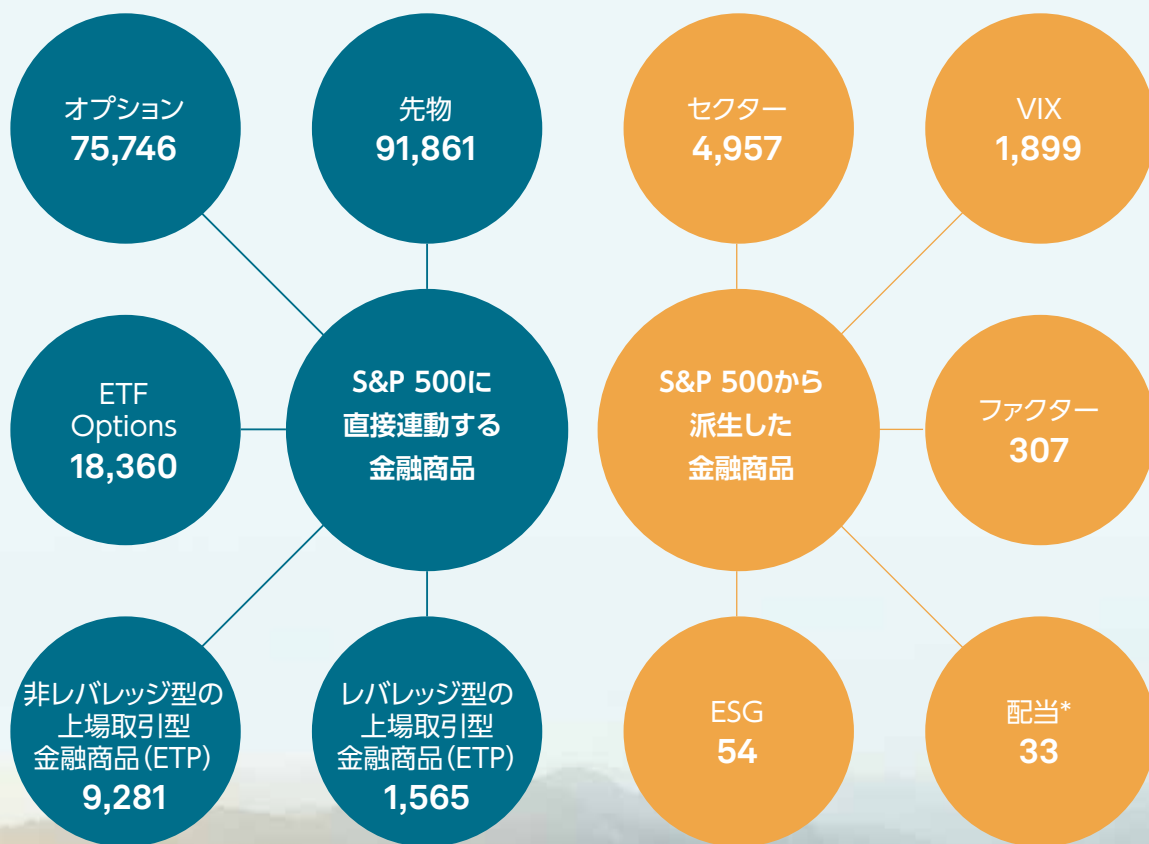 オプション
75,746
先物
91,861
セクター
4,957
VIX
1,899
ETF
Options
18,360
S&P 500に
直接連動する
金融商品
S&P 500から
派生した
金融商品
ファクター
307
非レバレッジ型の
上場取引型
金融商品(ETP)
9,281
レバレッジ型の
上場取引型
金融商品(ETP)
1,565
ESG
54
配当*
33